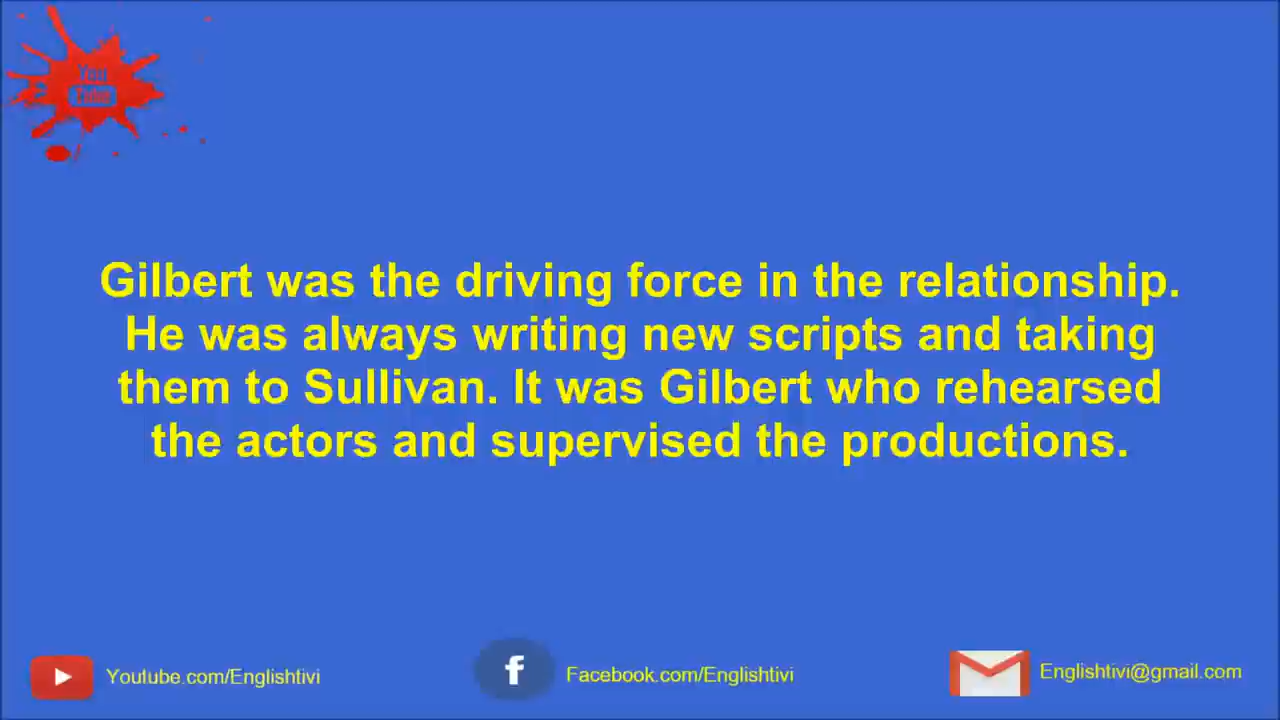 You
Tube
Gilbert was the driving force in the relationship.
He was always writing new scripts and taking
them to Sullivan. It was Gilbert who rehearsed
the actors and supervised the productions.
Youtube.com/Englishtivi
f
Facebook.com/Englishtivi
Englishtivi@gmail.com